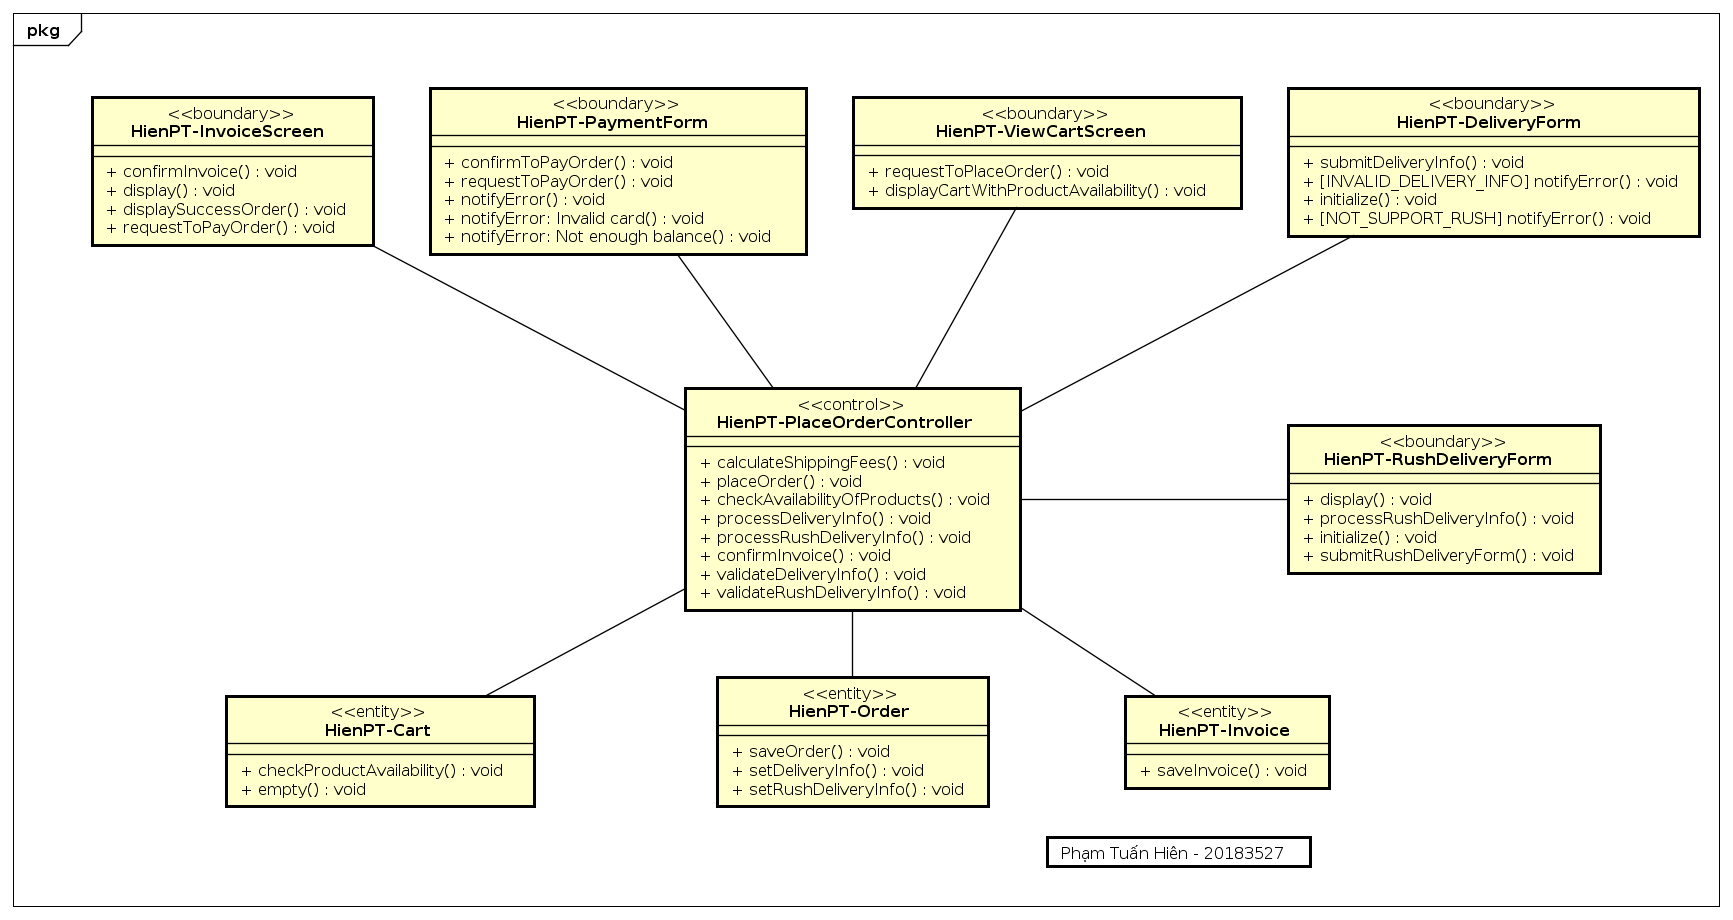 pkg
<<boundary>>
HienPT-InvoiceScreen
+ confirmInvoice() : void
+ display() : void
+ displaySuccessOrder() : void
+ requestToPayOrder() : void
<<boundary>>
HienPT-PaymentForm
+ confirmToPayOrder() : void
+ requestToPayOrder() : void
+ notifyError() : void
+ notifyError: Invalid card() : void
+ notifyError: Not enough balance() : void
<<boundary>>
HienPT-ViewCartScreen
+ requestToPlaceOrder() : void
+ displayCartWithProductAvailability() : void
<<boundary>>
HienPT-DeliveryForm
+ submitDeliveryInfo() : void
+ [INVALID_DELIVERY_INFO] notifyError() : void
+ initialize() : void
+ [NOT_SUPPORT_RUSH] notifyError() : void
<<control>>
HienPT-PlaceOrderController
+ calculateShippingFees() : void
+ placeOrder() : void
+ checkAvailabilityOfProducts() : void
+ processDeliveryInfo() : void
+ processRushDeliveryInfo() : void
+ confirmInvoice() : void
+ validateDeliveryInfo() : void
+ validateRushDeliveryInfo() : void
<<boundary>>
HienPT-RushDeliveryForm
+ display() : void
+ processRushDeliveryInfo() : void
+ initialize() : void
+ submitRushDeliveryForm() : void
<<entity>>
HienPT-Cart
+ checkProductAvailability() : void
+ empty() : void
<<entity>>
HienPT-Order
+ saveOrder() : void
+ setDeliveryInfo() : void
+ setRushDeliveryInfo() : void
<<entity>>
HienPT-Invoice
+ saveInvoice() : void
Phạm Tuấn Hiên - 20183527